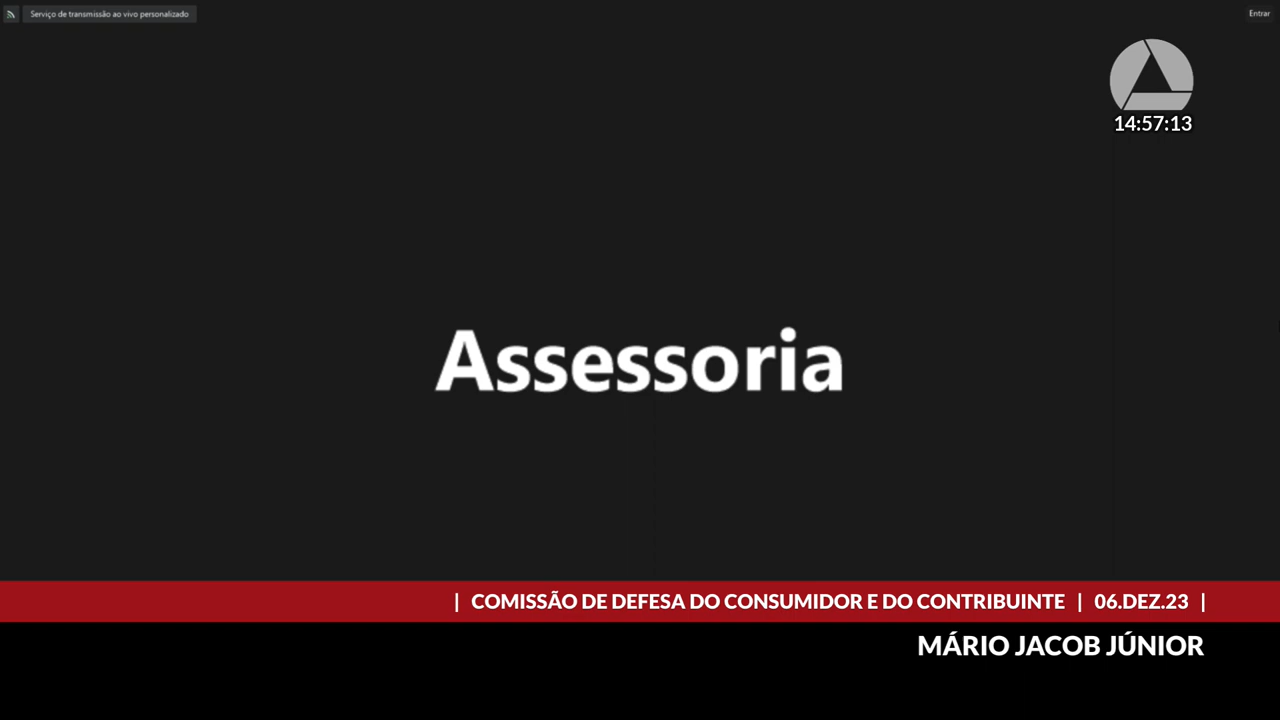 Serviço de transmissão ao vivo personalizado
Entrar
14:57:13
Assessoria
| COMISSÃO DE DEFESA DO CONSUMIDOR E DO CONTRIBUINTE | 06.DEZ.23 |
MÁRIO JACOB JÚNIOR